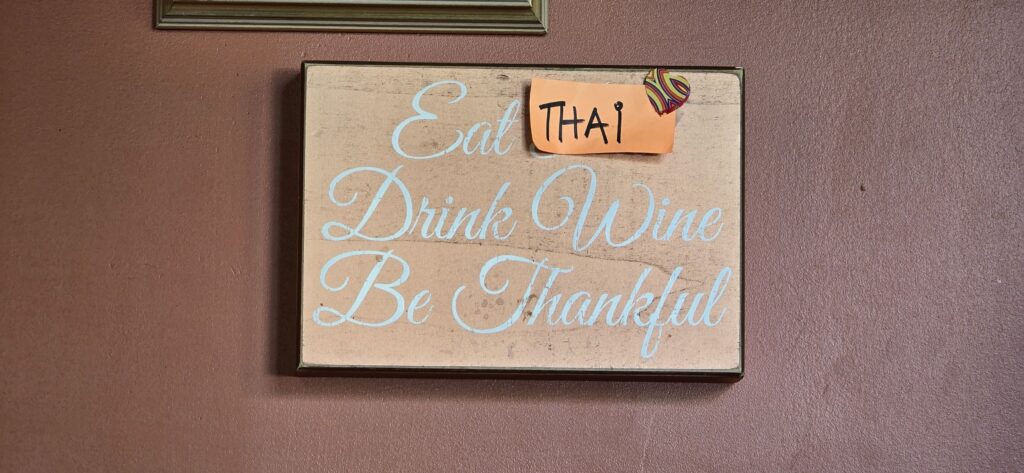 Eat THAI
Drink Wine
Be Thankful